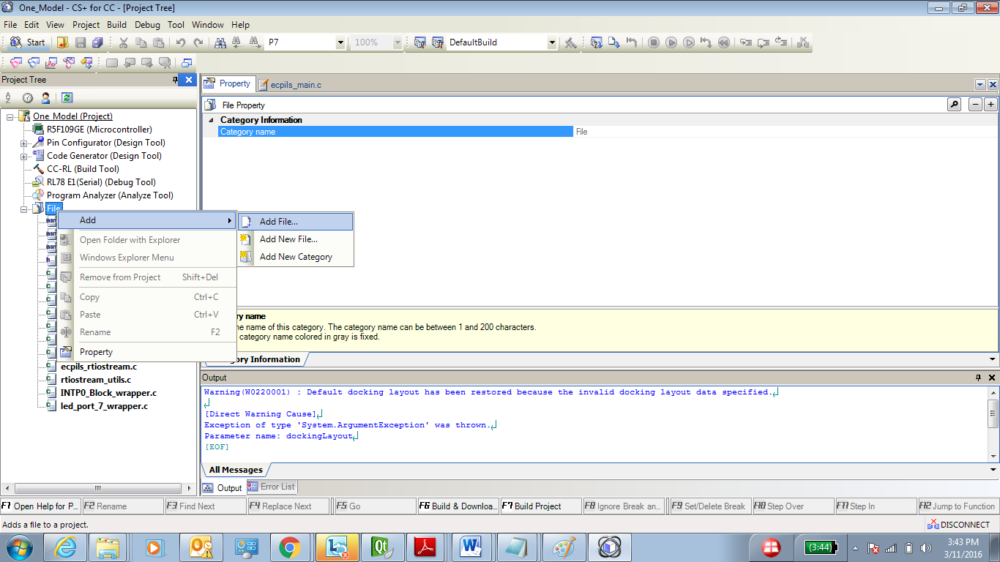 One_Model - CS+ for CC - [Project Tree]
File Edit View Project Build Debug Tool Window Help
Start P7 100% DefaultBuild
Project Tree
Property ecpils_main.c
File Property
Category Information
Category name File
One_Model (Project)
R5F109GE (Microcontroller)
Pin Configurator (Design Tool)
Code Generator (Design Tool)
CC-RL (Build Tool)
RL78 E1(Serial) (Debug Tool)
Program Analyzer (Analyze Tool)
File
Add
Open Folder with Explorer
Windows Explorer Menu
Remove from Project Shift+Del
Copy Ctrl+C
Paste Ctrl+V
Rename F2
Property
Add File...
Add New File...
Add New Category
ecpils_rtiostream.c
rtiostream_utils.c
INTP0_Block_wrapper.c
led_port_7_wrapper.c
name
name of this category. The category name can be between 1 and 200 characters.
category name colored in gray is fixed.
Information
Output
Warning(W0220001) : Default docking layout has been restored because the invalid docking layout data specified.
[Direct Warning Cause]
Exception of type 'System.ArgumentException' was thrown.
Parameter name: dockingLayout
[EOF]
All Messages
Output Error List
F1 Open Help for P... F2 Rename F3 Find Next F4 Replace Next F5 Go F6 Build & Downloa... F7 Build Project F8 Ignore Break an... F9 Set/Delete Break F10 Step Over F11 Step In F12 Jump to Function
Adds a file to a project. DISCONNECT
(3:44) 3:43 PM
3/11/2016